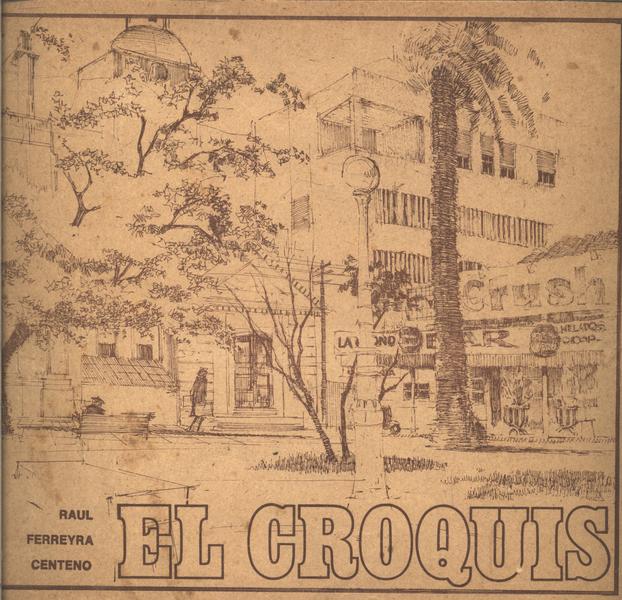 Crush
BAR
HELADOS
RAUL
FERREYRA
CENTENO
EL CROQUIS